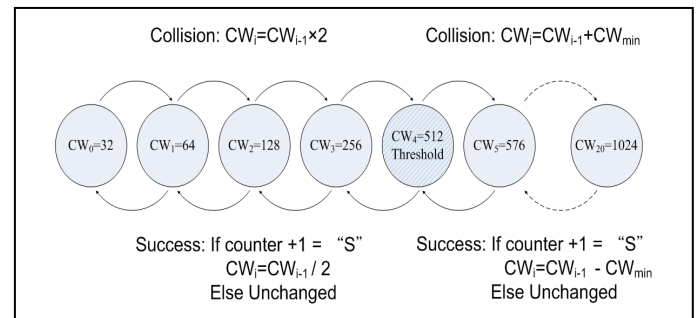 Collision: CWi=CWi-1×2
Collision: CWi=CWi-1+CWmin
CW0=32
CW1=64
CW2=128
CW3=256
CW4=512
Threshold
CW5=576
CW20=1024
Success: If counter +1 = “S”
CWi=CWi-1 / 2
Else Unchanged
Success: If counter +1 = “S”
CWi=CWi-1 - CWmin
Else Unchanged